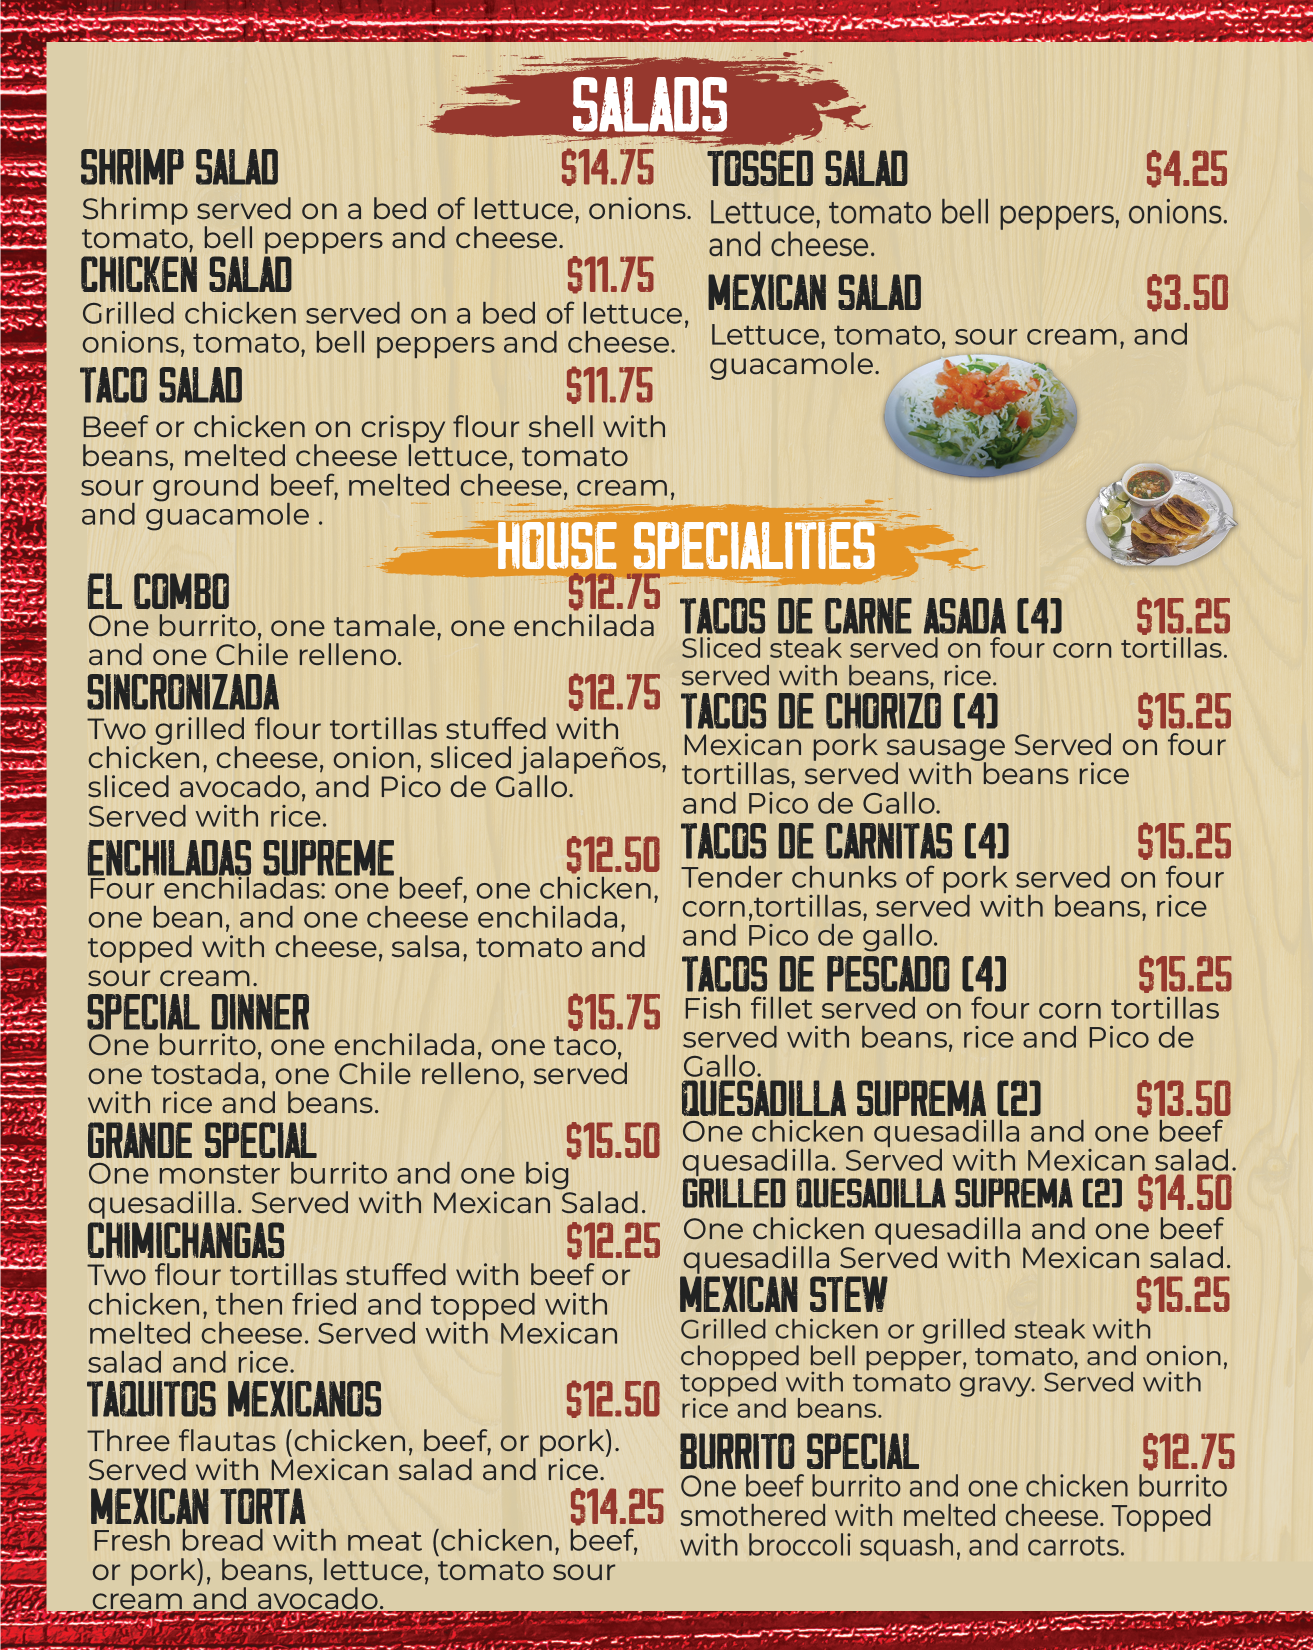 SALADS
SHRIMP SALAD $14.75
Shrimp served on a bed of lettuce, onions.
tomato, bell peppers and cheese.
CHICKEN SALAD $11.75
Grilled chicken served on a bed of lettuce,
onions, tomato, bell peppers and cheese.
TACO SALAD $11.75
Beef or chicken on crispy flour shell with
beans, melted cheese lettuce, tomato
sour ground beef, melted cheese, cream,
and guacamole .
TOSSED SALAD $4.25
Lettuce, tomato bell peppers, onions.
and cheese.
MEXICAN SALAD $3.50
Lettuce, tomato, sour cream, and
guacamole.
HOUSE SPECIALITIES
EL COMBO $12.75
One burrito, one tamale, one enchilada
and one Chile relleno.
SINCRONIZADA $12.75
Two grilled flour tortillas stuffed with
chicken, cheese, onion, sliced jalapeños,
sliced avocado, and Pico de Gallo.
Served with rice.
ENCHILADAS SUPREME $12.50
Four enchiladas: one beef, one chicken,
one bean, and one cheese enchilada,
topped with cheese, salsa, tomato and
sour cream.
SPECIAL DINNER $15.75
One burrito, one enchilada, one taco,
one tostada, one Chile relleno, served
with rice and beans.
GRANDE SPECIAL $15.50
One monster burrito and one big
quesadilla. Served with Mexican Salad.
CHIMICHANGAS $12.25
Two flour tortillas stuffed with beef or
chicken, then fried and topped with
melted cheese. Served with Mexican
salad and rice.
TAQUITOS MEXICANOS $12.50
Three flautas (chicken, beef, or pork).
Served with Mexican salad and rice.
MEXICAN TORTA $14.25
Fresh bread with meat (chicken, beef,
or pork), beans, lettuce, tomato sour
cream and avocado.
TACOS DE CARNE ASADA (4) $15.25
Sliced steak served on four corn tortillas.
served with beans, rice.
TACOS DE CHORIZO (4) $15.25
Mexican pork sausage Served on four
tortillas, served with beans rice
and Pico de Gallo.
TACOS DE CARNITAS (4) $15.25
Tender chunks of pork served on four
corn,tortillas, served with beans, rice
and Pico de gallo.
TACOS DE PESCADO (4) $15.25
Fish fillet served on four corn tortillas
served with beans, rice and Pico de
Gallo.
QUESADILLA SUPREMA (2) $13.50
One chicken quesadilla and one beef
quesadilla. Served with Mexican salad.
GRILLED QUESADILLA SUPREMA (2) $14.50
One chicken quesadilla and one beef
quesadilla Served with Mexican salad.
MEXICAN STEW $15.25
Grilled chicken or grilled steak with
chopped bell pepper, tomato, and onion,
topped with tomato gravy. Served with
rice and beans.
BURRITO SPECIAL $12.75
One beef burrito and one chicken burrito
smothered with melted cheese. Topped
with broccoli squash, and carrots.